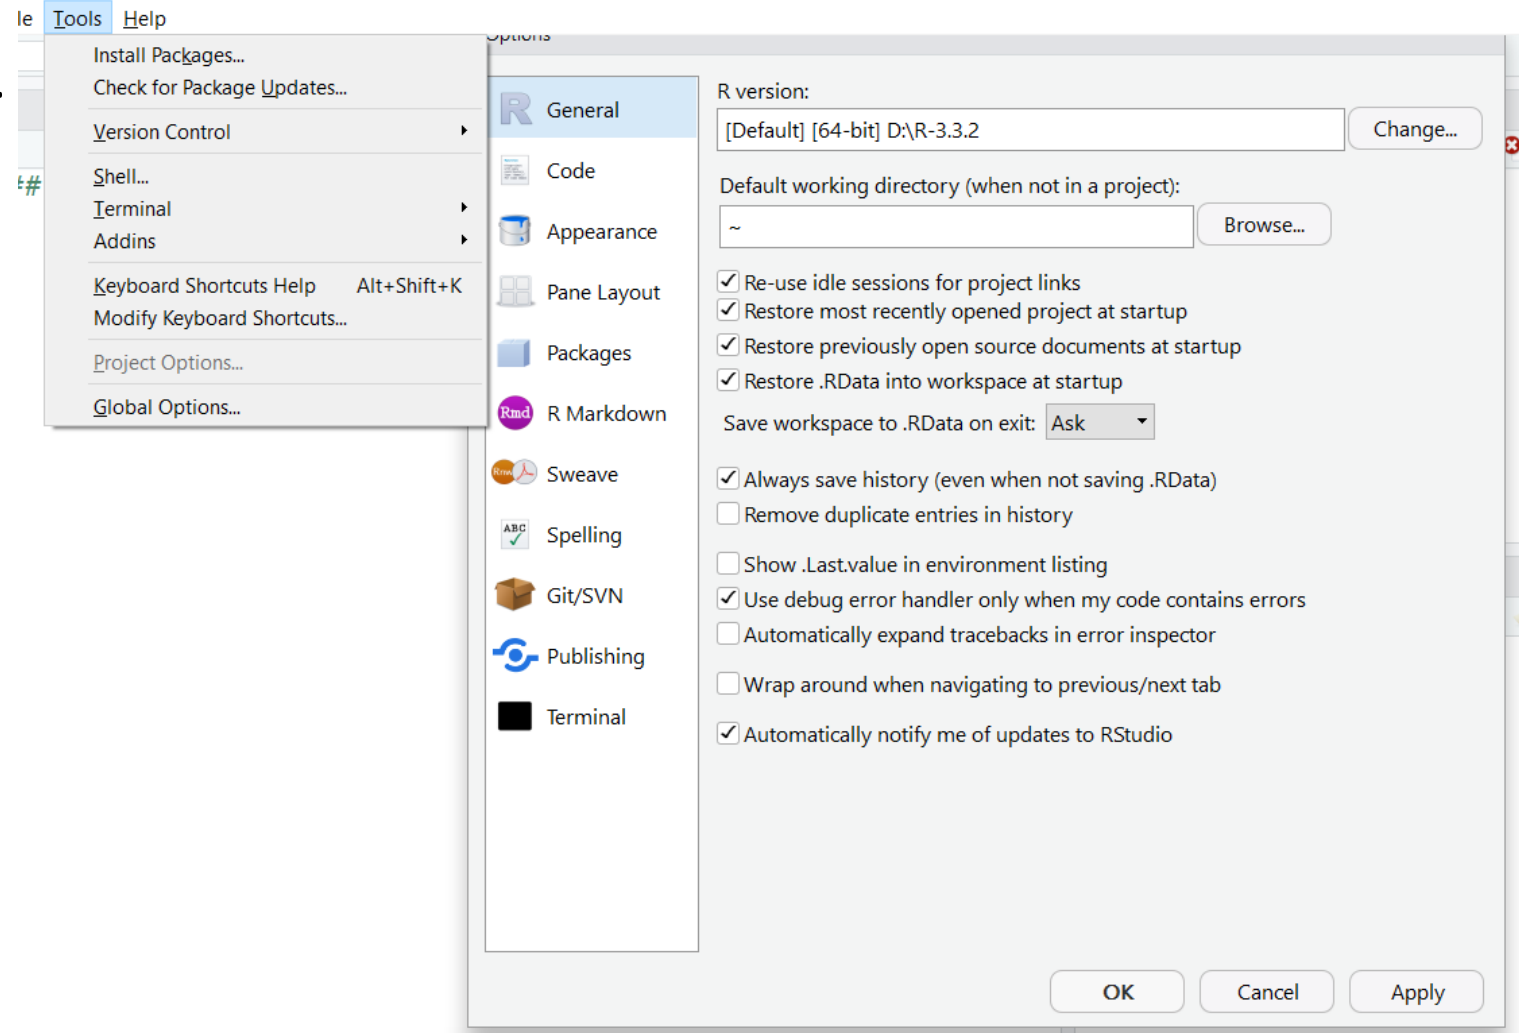 le Tools Help
Install Packages...
Check for Package Updates...
Version Control
Shell...
Terminal
Addins
Keyboard Shortcuts Help Alt+Shift+K
Modify Keyboard Shortcuts...
Project Options...
Global Options...
##
Options
General
Code
Appearance
Pane Layout
Packages
Rmd R Markdown
Rnw Sweave
ABC Spelling
Git/SVN
Publishing
Terminal
R version:
[Default] [64-bit] D:\R-3.3.2 Change...
Default working directory (when not in a project):
~ Browse...
Re-use idle sessions for project links
Restore most recently opened project at startup
Restore previously open source documents at startup
Restore .RData into workspace at startup
Save workspace to .RData on exit: Ask
Always save history (even when not saving .RData)
Remove duplicate entries in history
Show .Last.value in environment listing
Use debug error handler only when my code contains errors
Automatically expand tracebacks in error inspector
Wrap around when navigating to previous/next tab
Automatically notify me of updates to RStudio
OK Cancel Apply